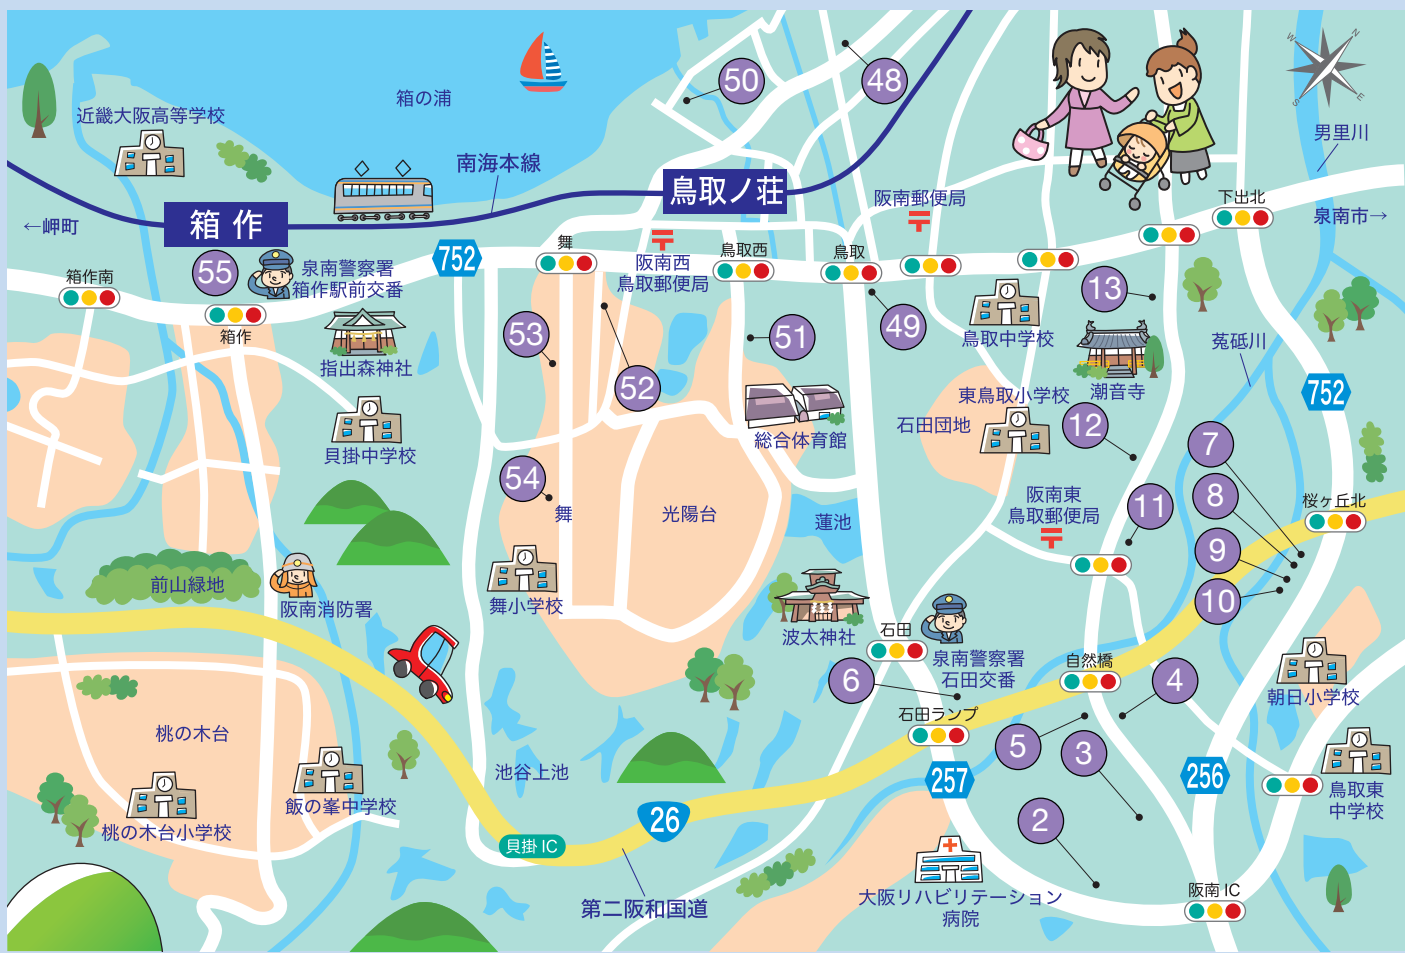 50
48
W
N
S
E
近畿大阪高等学校
箱の浦
男里川
南海本線
鳥取ノ荘
阪南郵便局
下出北
箱作
←岬町
泉南市→
752
舞
阪南西
鳥取郵便局
鳥取西
鳥取
55
泉南警察署
箱作駅前交番
箱作南
箱作
13
49
51
53
52
鳥取中学校
菟砥川
指出森神社
潮音寺
752
東鳥取小学校
石田団地
12
総合体育館
貝掛中学校
7
8
9
10
54
舞
光陽台
蓮池
阪南東
鳥取郵便局
11
桜ヶ丘北
前山緑地
阪南消防署
舞小学校
波太神社
石田
泉南警察署
石田交番
自然橋
6
4
朝日小学校
石田ランプ
5
3
桃の木台
池谷上池
257
256
鳥取東
中学校
飯の峯中学校
桃の木台小学校
26
2
貝掛 IC
第二阪和国道
大阪リハビリテーション
病院
阪南 IC